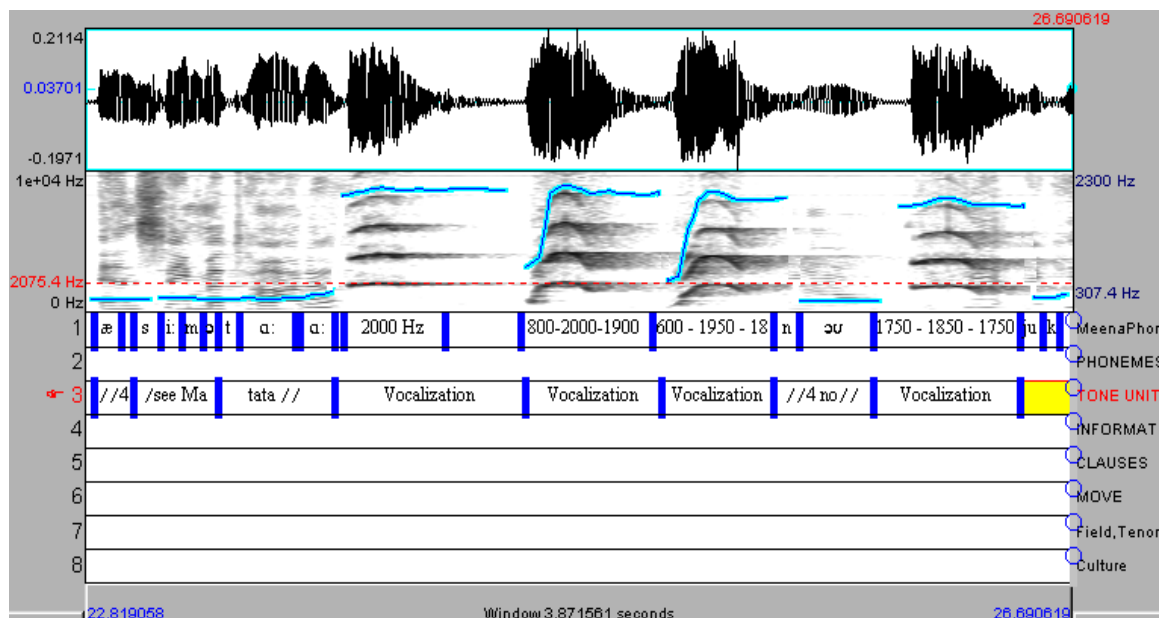 26.690619
0.2114
0.03701
-0.1971
1e+04 Hz 2300 Hz
2075.4 Hz
0 Hz 307.4 Hz
1 æ s i: m ɔ t ɑ: ɑ: 2000 Hz 800-2000-1900 600 - 1950 - 18 n ɔʊ 1750 - 1850 - 1750 ju k MeenaPhon
2 PHONEMES
3 //4 /see Ma tata // Vocalization Vocalization Vocalization //4 no// Vocalization TONE UNIT
4 INFORMAT
5 CLAUSES
6 MOVE
7 Field,Tenor
8 Culture
22.819058 Window 3.871561 seconds 26.690619